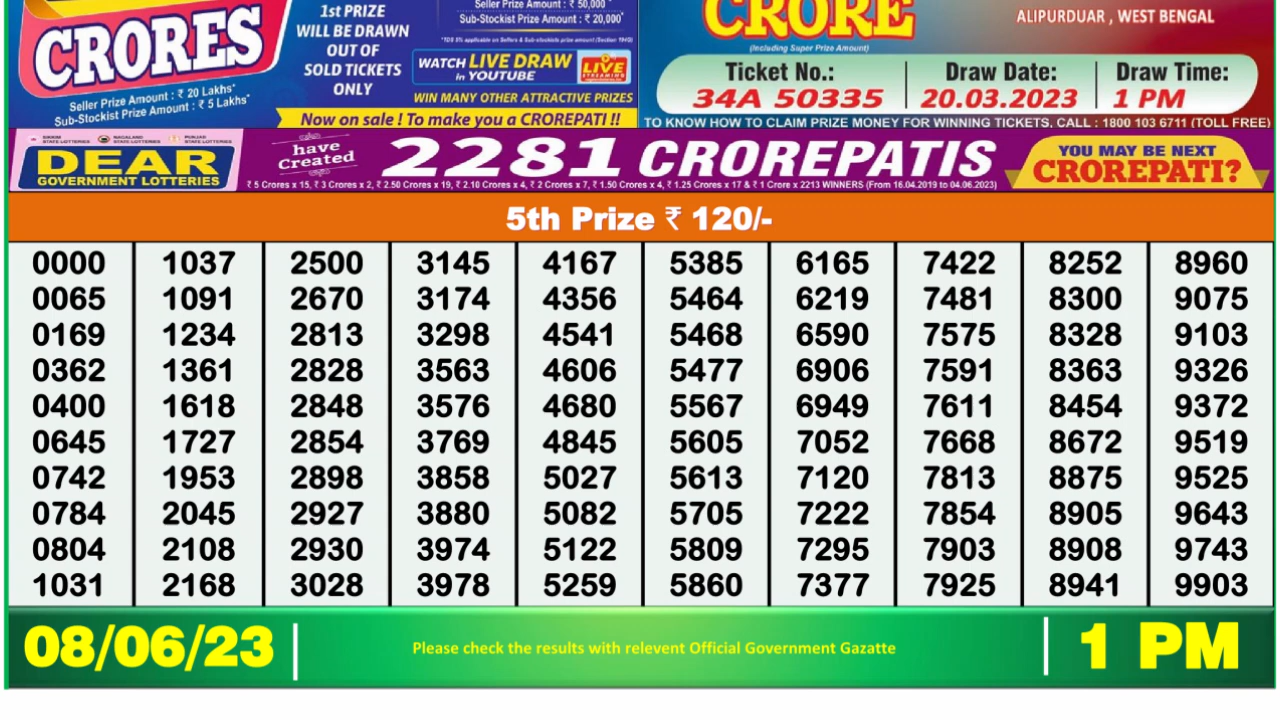 CRORES
Seller Prize Amount : ₹ 20 Lakhs*
Sub-Stockist Prize Amount : ₹ 5 Lakhs*
1st PRIZE
WILL BE DRAWN
OUT OF
SOLD TICKETS
ONLY
Seller Prize Amount : ₹ 50,000 *
Sub-Stockist Prize Amount : ₹ 20,000*
*TDS 5% applicable on Sellers & Sub-stockists prize amount (Section 194G)
WATCH LIVE DRAW
in YOUTUBE
LIVE
STREAMING
WIN MANY OTHER ATTRACTIVE PRIZES
Now on sale ! To make you a CROREPATI !!
CRORE
(Including Super Prize Amount)
ALIPURDUAR , WEST BENGAL
Ticket No.: Draw Date: Draw Time:
34A 50335 20.03.2023 1 PM
TO KNOW HOW TO CLAIM PRIZE MONEY FOR WINNING TICKETS. CALL : 1800 103 6711 (TOLL FREE)
SIKKIM STATE LOTTERIES NAGALAND STATE LOTTERIES PUNJAB STATE LOTTERIES
DEAR
GOVERNMENT LOTTERIES
have
Created
2281 CROREPATIS
₹ 5 Crores x 15, ₹ 3 Crores x 2, ₹ 2.50 Crores x 19, ₹ 2.10 Crores x 4, ₹ 2 Crores x 7, ₹ 1.50 Crores x 4, ₹ 1.25 Crores x 17 & ₹ 1 Crore x 2213 WINNERS (From 16.04.2019 to 04.06.2023)
YOU MAY BE NEXT
CROREPATI?
5th Prize ₹ 120/-
0000 1037 2500 3145 4167 5385 6165 7422 8252 8960
0065 1091 2670 3174 4356 5464 6219 7481 8300 9075
0169 1234 2813 3298 4541 5468 6590 7575 8328 9103
0362 1361 2828 3563 4606 5477 6906 7591 8363 9326
0400 1618 2848 3576 4680 5567 6949 7611 8454 9372
0645 1727 2854 3769 4845 5605 7052 7668 8672 9519
0742 1953 2898 3858 5027 5613 7120 7813 8875 9525
0784 2045 2927 3880 5082 5705 7222 7854 8905 9643
0804 2108 2930 3974 5122 5809 7295 7903 8908 9743
1031 2168 3028 3978 5259 5860 7377 7925 8941 9903
08/06/23
Please check the results with relevent Official Government Gazatte
1 PM